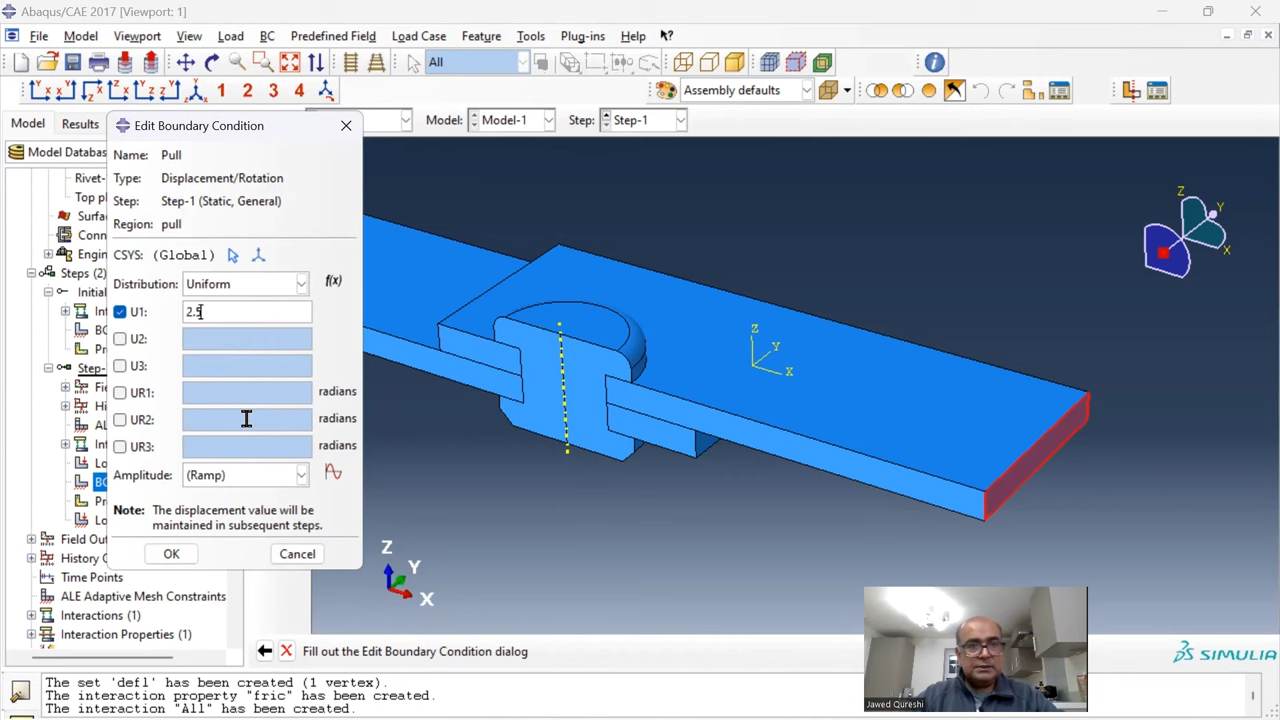 Abaqus/CAE 2017 [Viewport: 1]
File Model Viewport View Load BC Predefined Field Load Case Feature Tools Plug-ins Help
All
1 2 3 4 Assembly defaults
Model Results Model: Model-1 Step: Step-1
Model Databas
Edit Boundary Condition
Rivet-
Top pl
Surfa
Conn
Engin
Steps (2)
Initia
Int
BC
Pr
Step-
Fie
Hi
AL
Int
Lo
BC
Pr
Lo
Field Out
History C
Time Points
ALE Adaptive Mesh Constraints
Interactions (1)
Interaction Properties (1)
Name: Pull
Type: Displacement/Rotation
Step: Step-1 (Static, General)
Region: pull
CSYS: (Global)
Distribution: Uniform f(x)
U1: 2.5
U2:
U3:
UR1: radians
UR2: radians
UR3: radians
Amplitude: (Ramp)
Note: The displacement value will be
maintained in subsequent steps.
OK Cancel
Z
Y
X
Z
Y
X
Z
Y
X
Fill out the Edit Boundary Condition dialog
SIMULIA
Jawed Qureshi
The set 'defl' has been created (1 vertex).
The interaction property "fric" has been created.
The interaction "All" has been created.